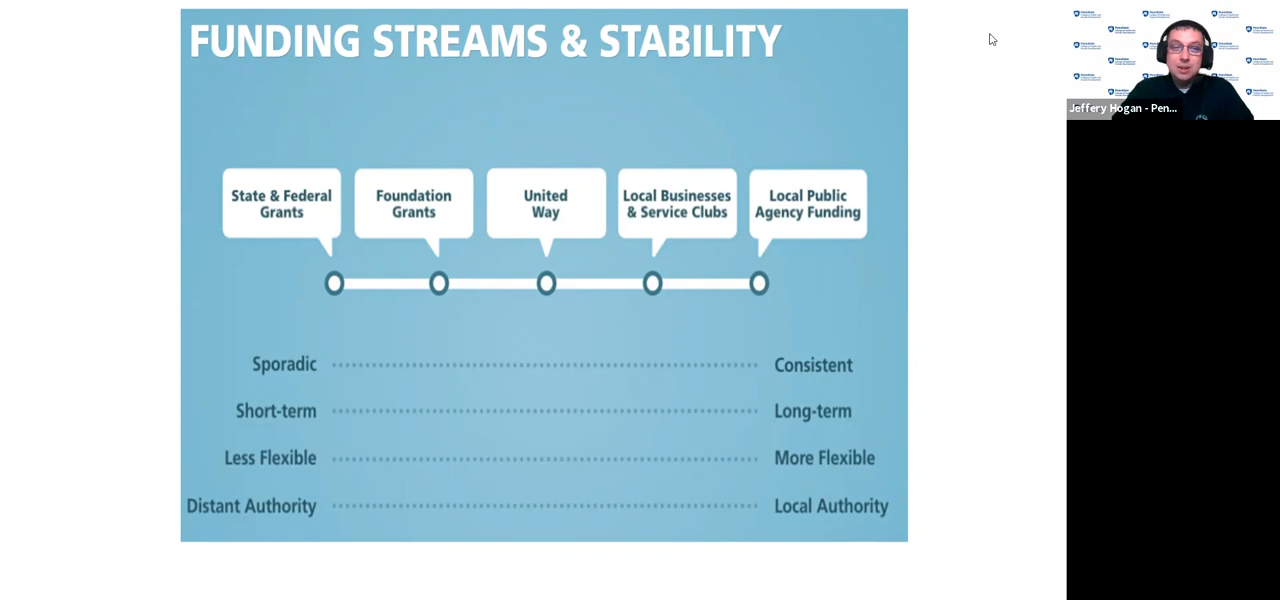 FUNDING STREAMS & STABILITY
State & Federal
Grants
Foundation
Grants
United
Way
Local Businesses
& Service Clubs
Local Public
Agency Funding
Sporadic
Consistent
Short-term
Long-term
Less Flexible
More Flexible
Distant Authority
Local Authority
Jeffery Hogan - Pen...